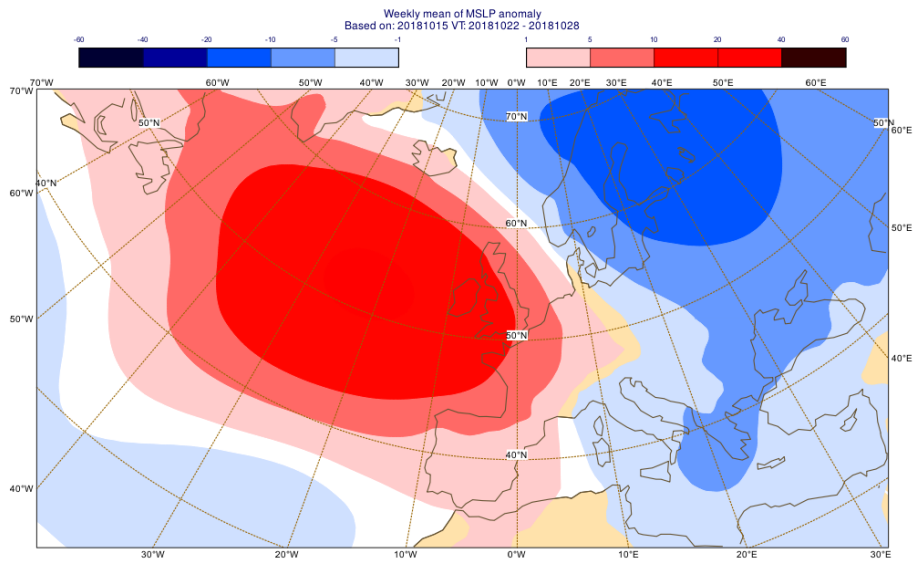 Weekly mean of MSLP anomaly
Based on: 20181015 VT: 20181022 - 20181028
-60 -40 -20 -10 -5 -1 1 5 10 20 40 60
70°W 60°W 50°W 40°W 30°W 20°W 10°W 0°W 10°E 20°E 30°E 40°E 50°E 60°E
70°W 50°N 70°N 50°N 60°E
60°W 40°N 60°N 50°E
50°W 50°N 40°E
40°W 40°N
30°W 20°W 10°W 0°W 10°E 20°E 30°E